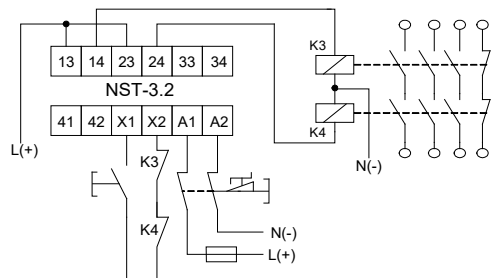 13 14 23 24 33 34
NST-3.2
41 42 X1 X2 A1 A2
L(+)
K3
K4
N(-)
K3
K4
N(-)
L(+)